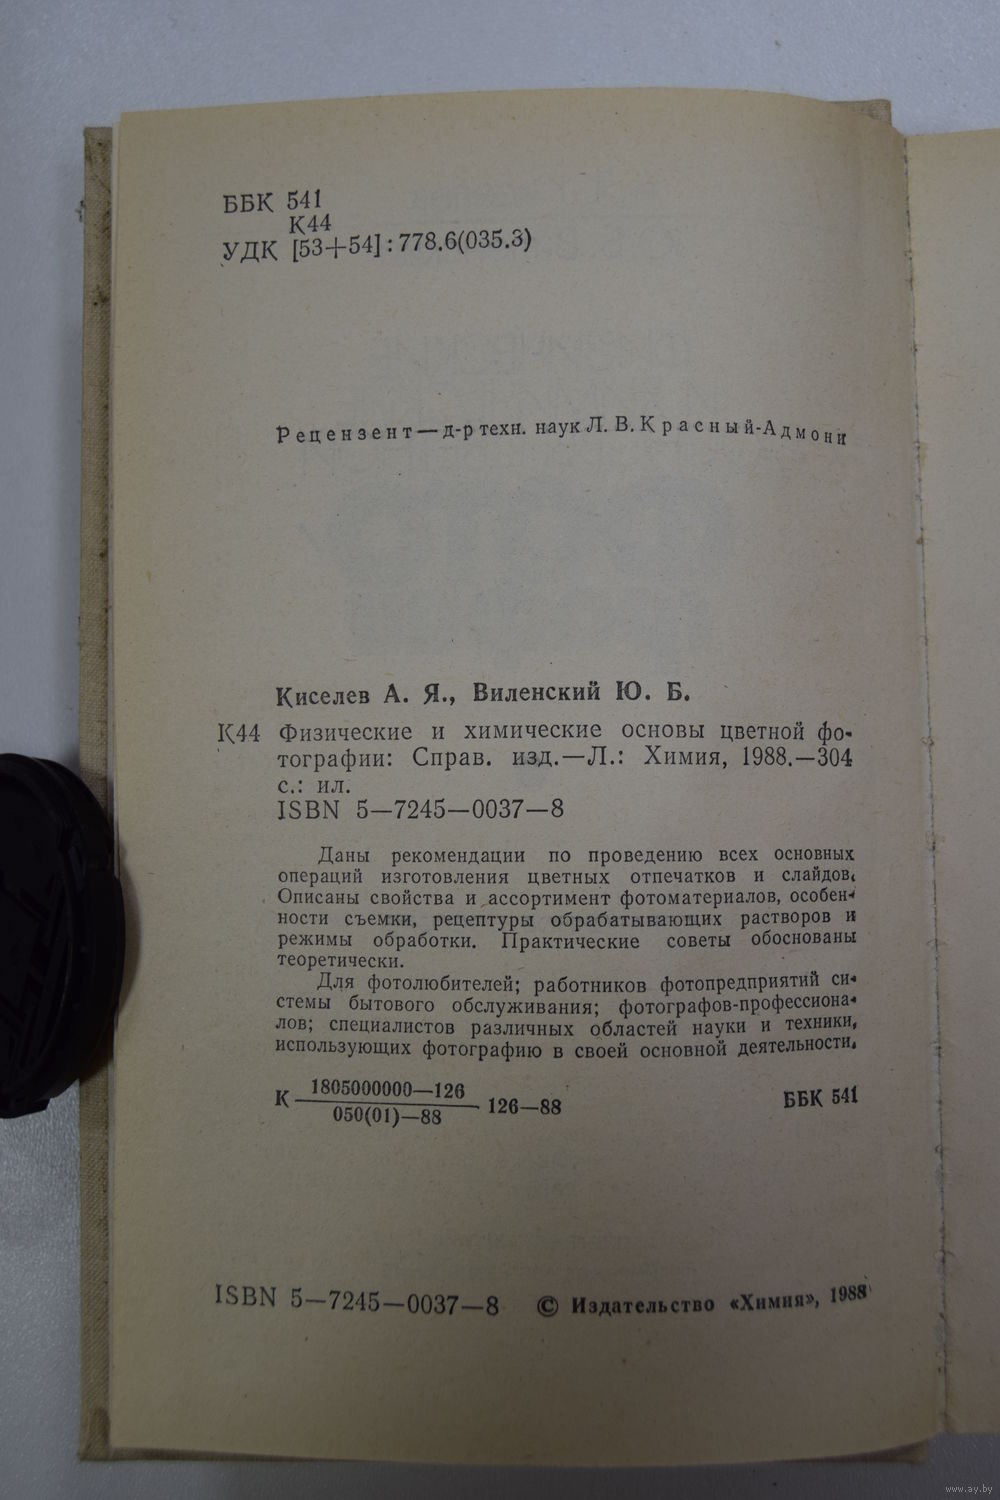 ББК 541
К44
УДК [53+54] : 778.6(035.3)
Рецензент — д-р техн. наук Л. В. Красный-Адмони
Киселев А. Я., Виленский Ю. Б.
К44 Физические и химические основы цветной фо-
тографии: Справ. изд.—Л.: Химия, 1988.—304
с.: ил.
ISBN 5—7245—0037—8
Даны рекомендации по проведению всех основных
операций изготовления цветных отпечатков и слайдов.
Описаны свойства и ассортимент фотоматериалов, особен-
ности съемки, рецептуры обрабатывающих растворов и
режимы обработки. Практические советы обоснованы
теоретически.
Для фотолюбителей; работников фотопредприятий си-
стемы бытового обслуживания; фотографов-профессиона-
лов; специалистов различных областей науки и техники,
использующих фотографию в своей основной деятельности.
К 1805000000—126
050(01)—88 126—88 ББК 541
ISBN 5—7245—0037—8 © Издательство «Химия», 1988
www.ay.by